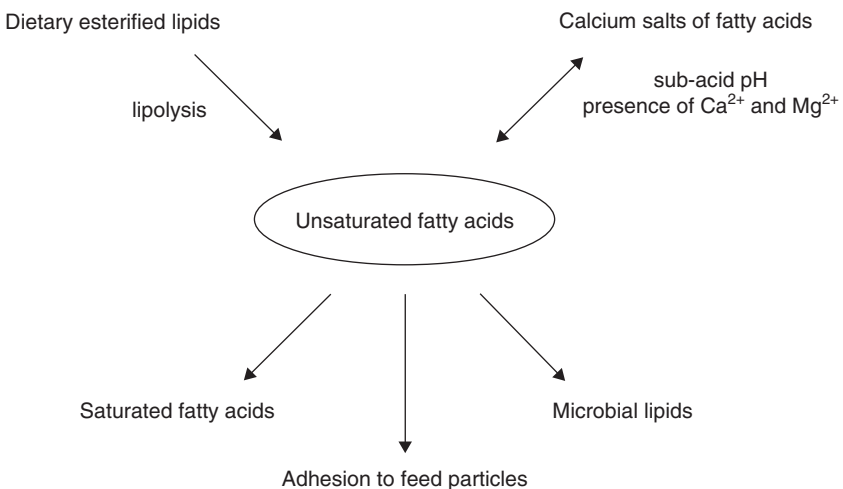 Dietary esterified lipids
Calcium salts of fatty acids
lipolysis
sub-acid pH
presence of Ca²⁺ and Mg²⁺
Unsaturated fatty acids
Saturated fatty acids
Microbial lipids
Adhesion to feed particles